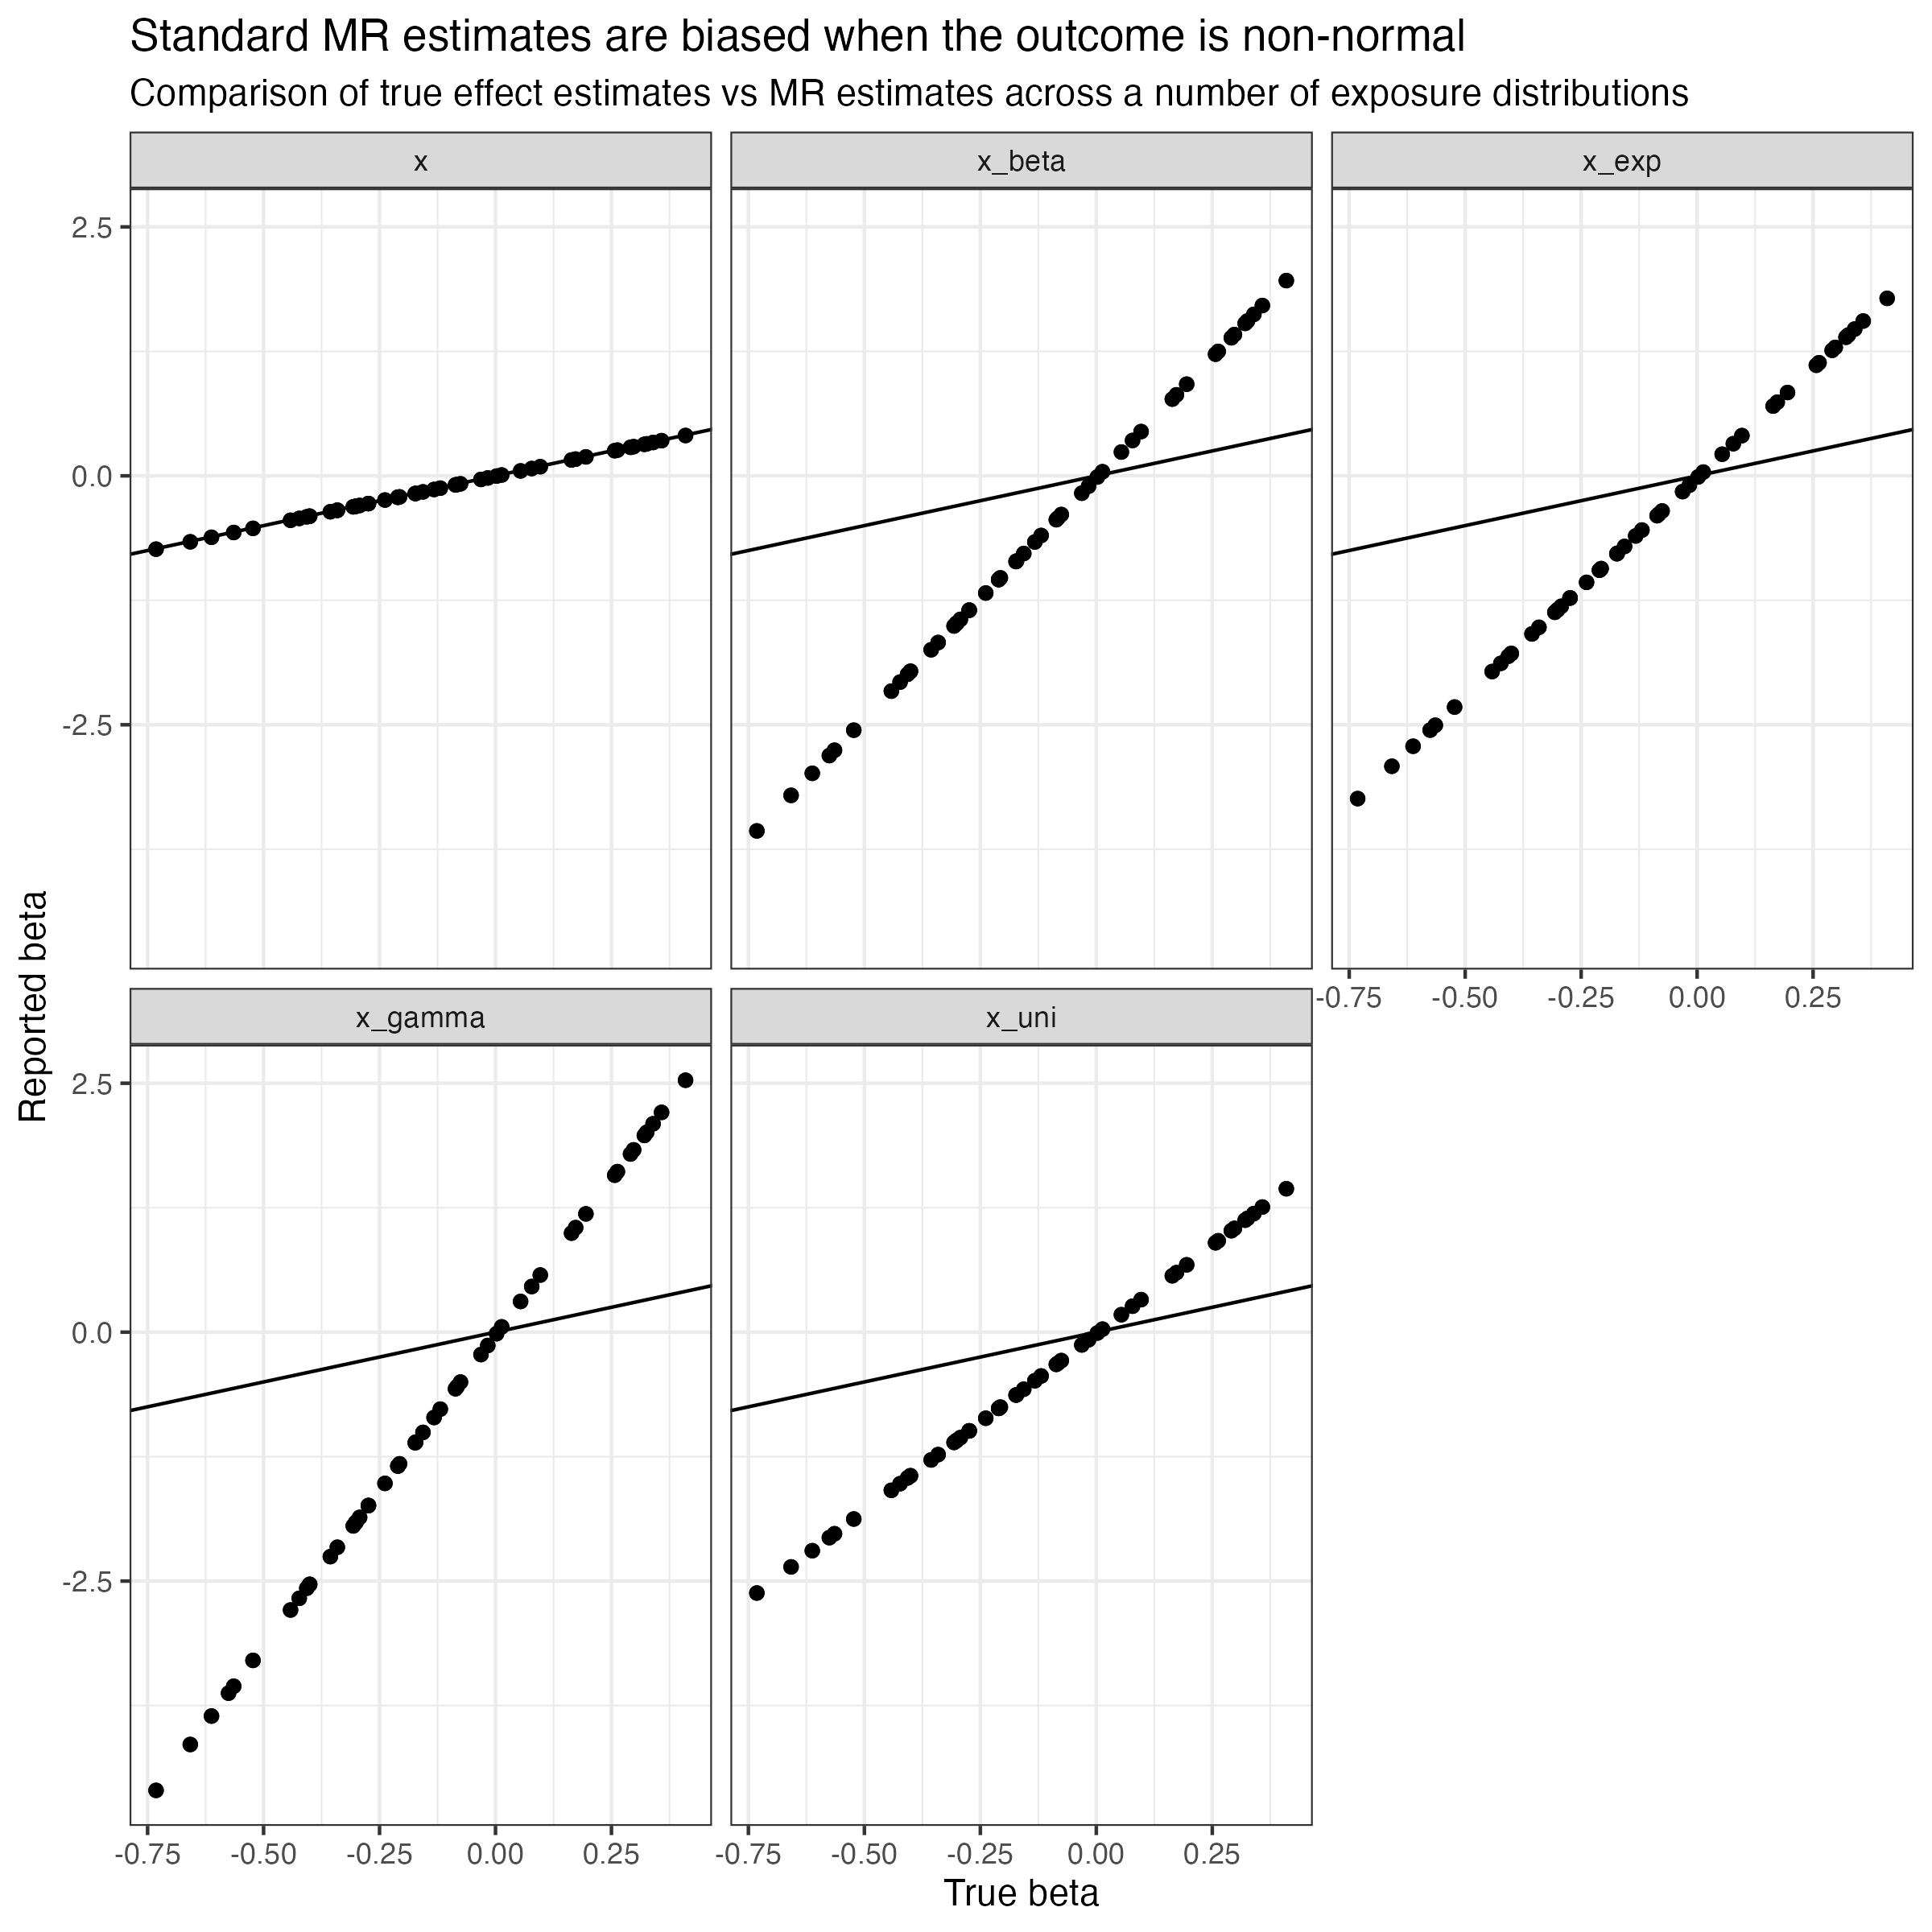 Standard MR estimates are biased when the outcome is non-normal
Comparison of true effect estimates vs MR estimates across a number of exposure distributions
x
x_beta
x_exp
2.5
0.0
-2.5
-0.75 -0.50 -0.25 0.00 0.25
Reported beta
x_gamma
x_uni
2.5
0.0
-2.5
-0.75 -0.50 -0.25 0.00 0.25
-0.75 -0.50 -0.25 0.00 0.25
True beta